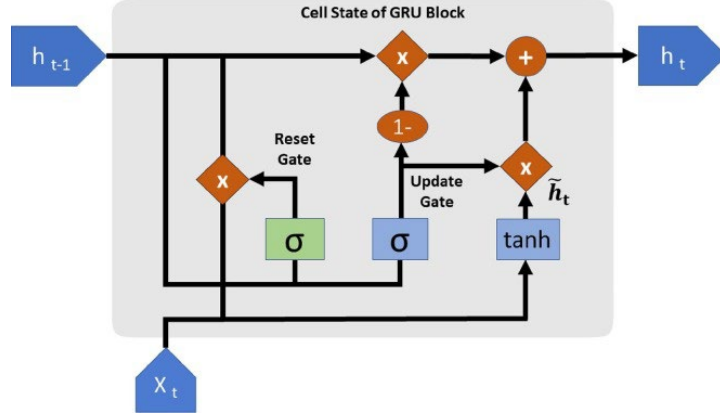 Cell State of GRU Block
h t-1
x
+
h t
1-
Reset
Gate
x
Update
Gate
x
h̃t
σ
σ
tanh
X t